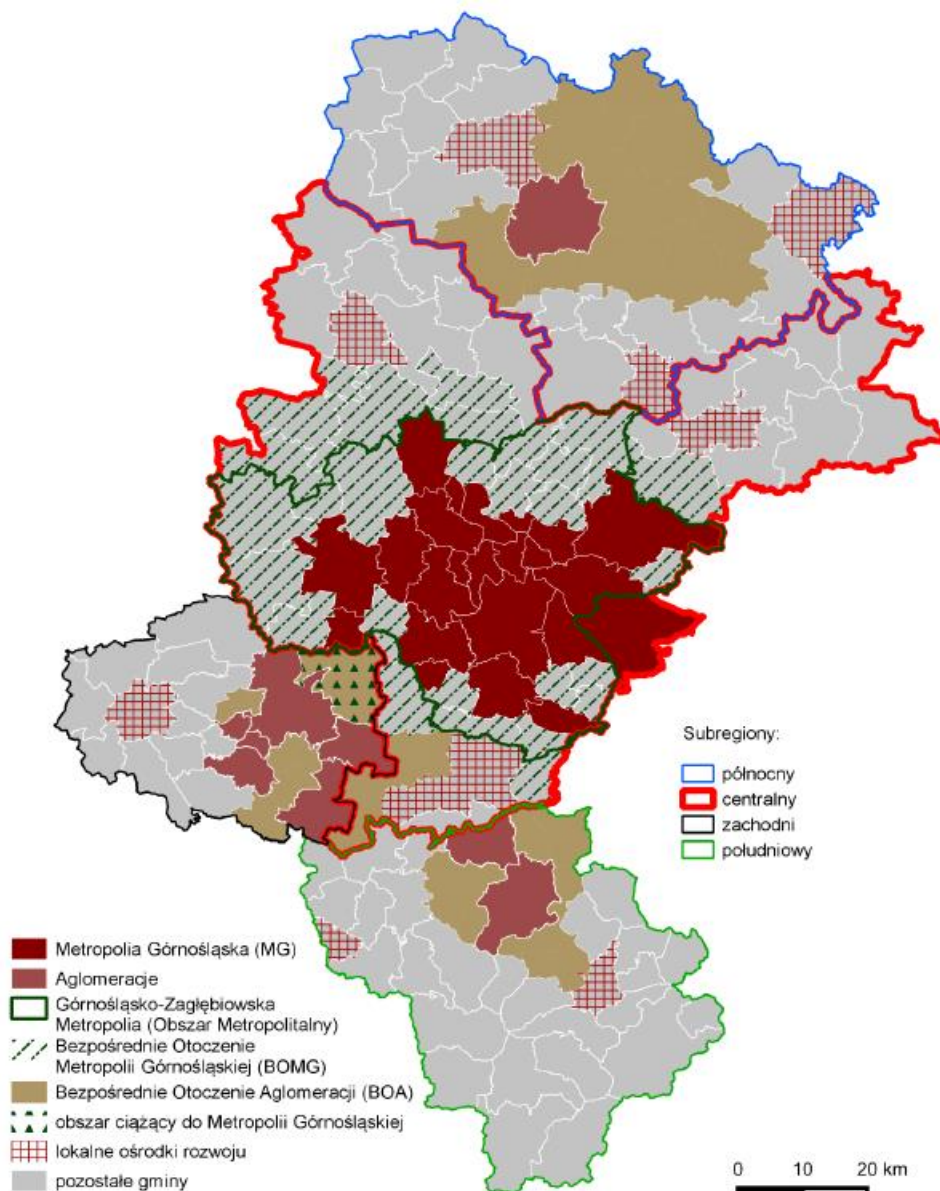 Subregiony:
północny
centralny
zachodni
południowy
Metropolia Górnośląska (MG)
Aglomeracje
Górnośląsko-Zagłębiowska
Metropolia (Obszar Metropolitalny)
Bezpośrednie Otoczenie
Metropolii Górnośląskiej (BOMG)
Bezpośrednie Otoczenie Aglomeracji (BOA)
obszar ciążący do Metropolii Górnośląskiej
lokalne ośrodki rozwoju
pozostałe gminy
0 10 20 km